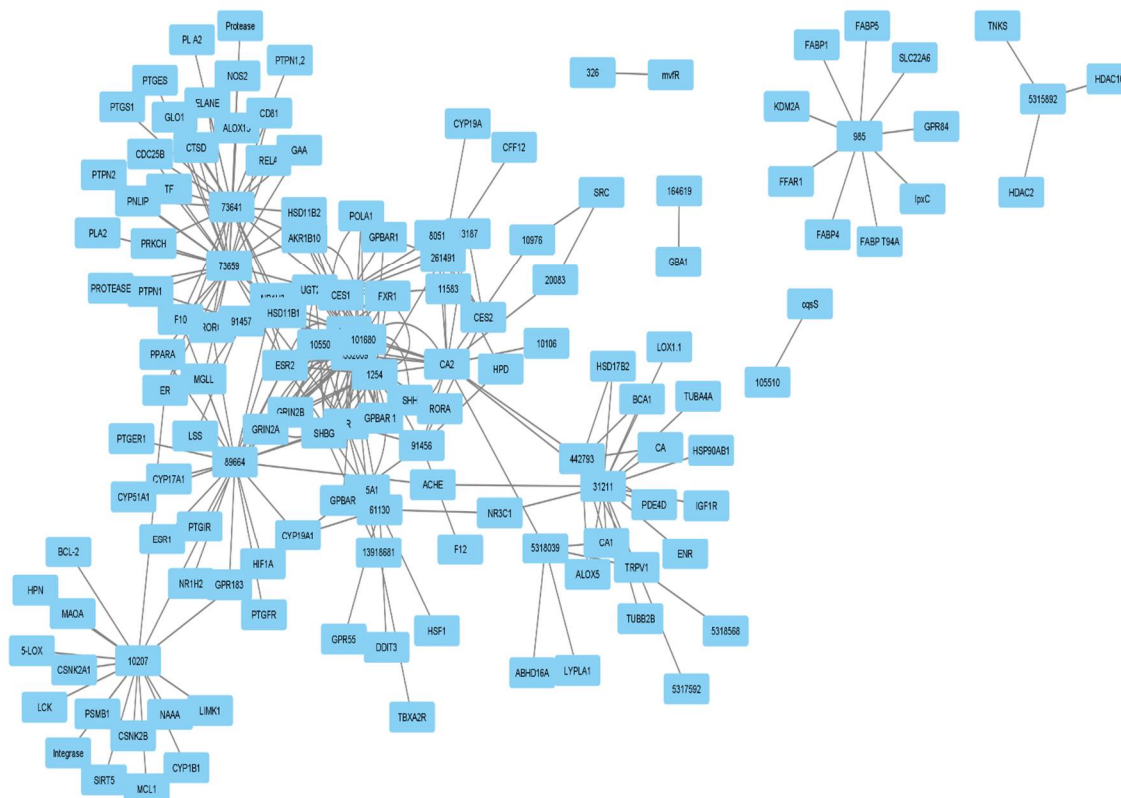 Protease
PL A2
PTPN1,2
NOS2
PTGES
PTGS1
ELANE
GLO1
CD81
CTSD
CDC25B
RELA
GAA
PTPN2
TF
PNLIP
73641
HSD11B2
PLA2
PRKCH
AKR1B10
73659
PROTEASE
PTPN1
F10
91457
HSD11B1
PPARA
MGLL
ER
PTGER1
LSS
89664
CYP17A1
CYP51A1
ESR1
PTGIR
CYP19A1
HIF1A
NR1H2
GPR183
PTGFR
BCL-2
HPN
MAOA
5-LOX
10207
CSNK2A1
LCK
PSMB1
NAAA
LIMK1
CSNK2B
Integrase
CYP1B1
SIRT5
MCL1
326
mvfR
CYP19A
CFF12
SRC
POLA1
GPBAR1
8051
3187
10976
261491
20083
CES1
FXR1
11583
CES2
10550
101680
CA2
10106
ESR2
1254
HPD
GRIN2B
SHH
RORA
GRIN2A
SHBG
R
GPBAR 1
91456
5A1
ACHE
GPBAR
61130
NR3C1
13918681
F12
GPR55
DDIT3
HSF1
TBXA2R
164619
GBA1
HSD17B2
LOX1.1
BCA1
TUBA4A
442793
CA
HSP90AB1
31211
PDE4D
IGF1R
5318039
CA1
ENR
ALOX5
TRPV1
TUBB2B
5318568
ABHD16A
LYPLA1
5317592
FABP1
FABP5
SLC22A6
KDM2A
985
GPR84
FFAR1
lpxC
FABP4
FABP T94A
TNKS
5315892
HDAC2
oqsS
105510